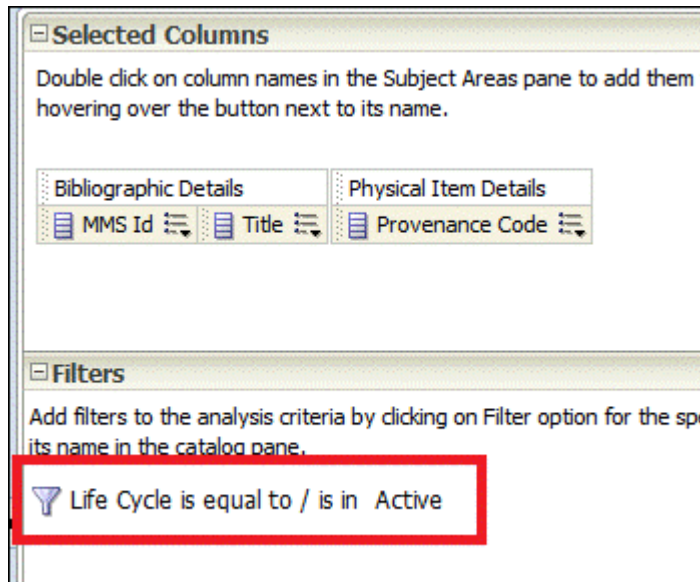 Selected Columns
Double click on column names in the Subject Areas pane to add them
hovering over the button next to its name.
Bibliographic Details Physical Item Details
MMS Id Title Provenance Code
Filters
Add filters to the analysis criteria by clicking on Filter option for the
its name in the catalog pane.
Life Cycle is equal to / is in Active